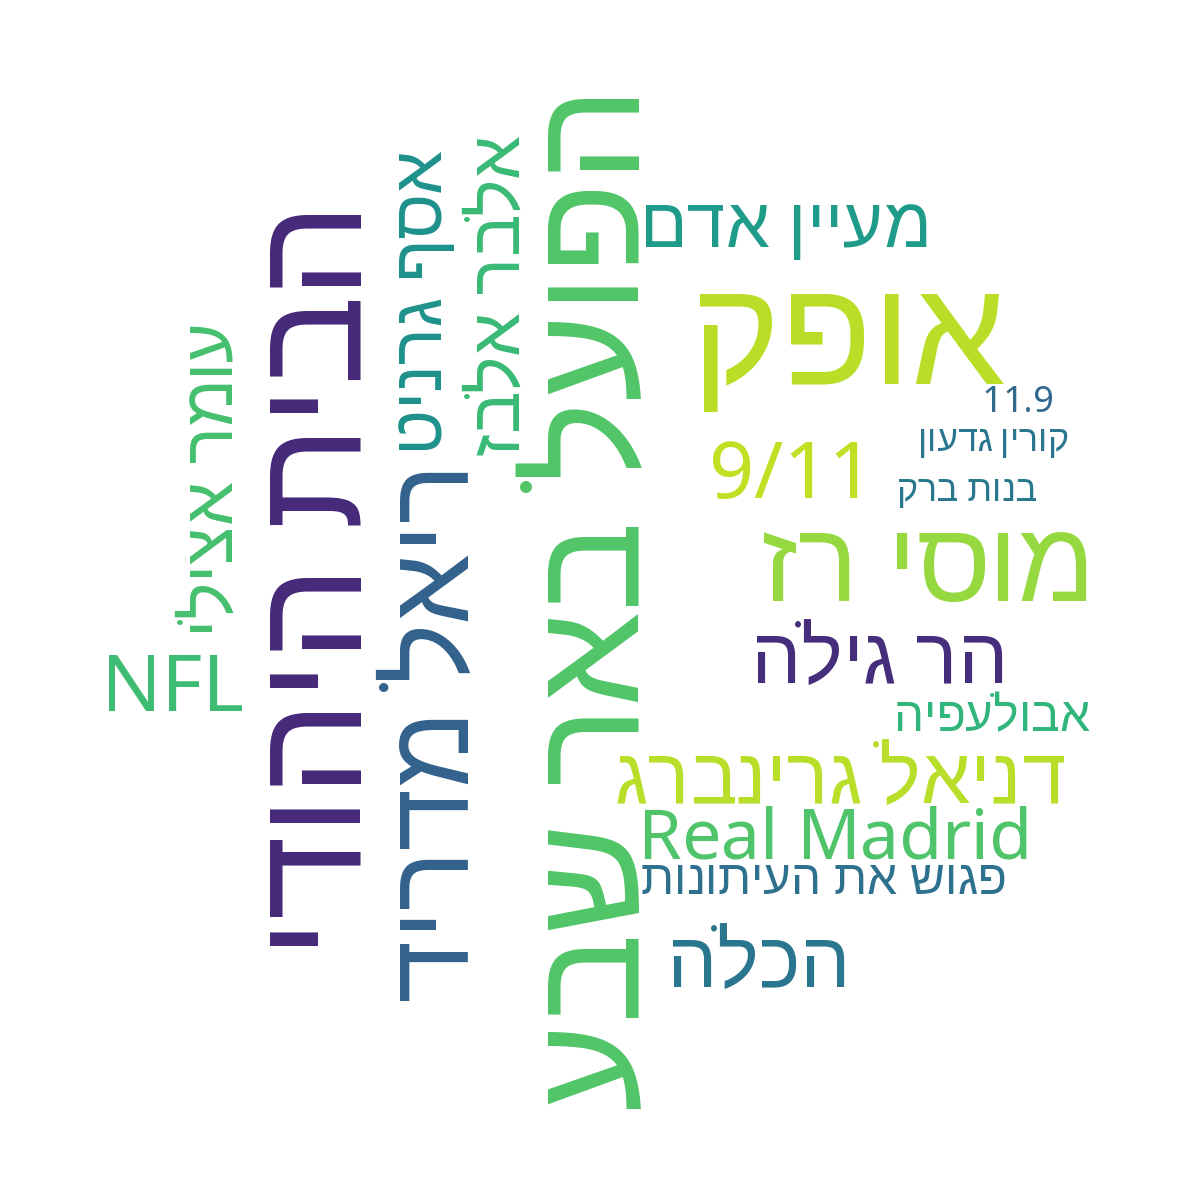 הפועל באר שבע
הבית היהודי
אופק
ריאל מדריד
מוסי רז
אסף גרניט
אלבר אלבז
עומר אצילי
מעיין אדם
11.9
קורין גדעון
9/11
בנות ברק
הר גילה
NFL
אבולעפיה
דניאל גרינברג
Real Madrid
פגוש את העיתונות
הכלה